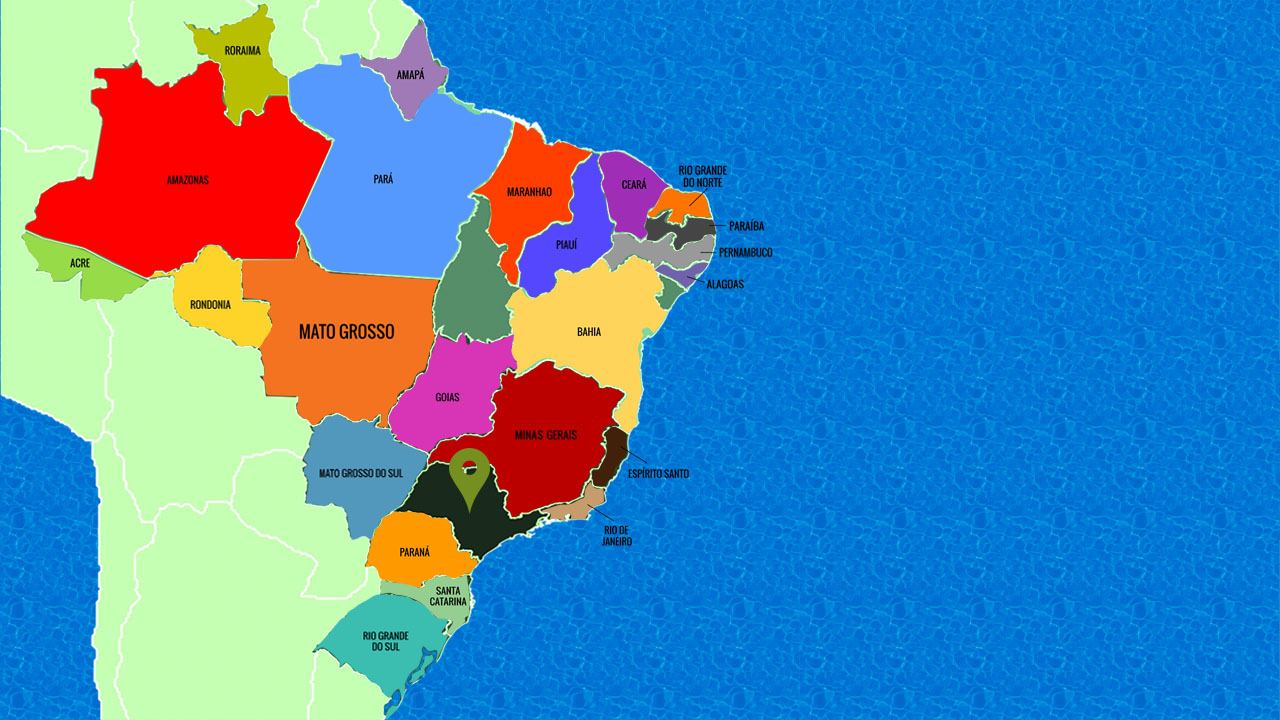 RORAIMA
AMAPÁ
AMAZONAS
PARÁ
MARANHAO
CEARÁ
RIO GRANDE
DO NORTE
PARAÍBA
PIAUÍ
PERNAMBUCO
ACRE
ALAGOAS
RONDONIA
MATO GROSSO
BAHIA
GOIAS
MINAS GERAIS
MATO GROSSO DO SUL
ESPÍRITO SANTO
RIO DE
JANEIRO
PARANÁ
SANTA
CATARINA
RIO GRANDE
DO SUL